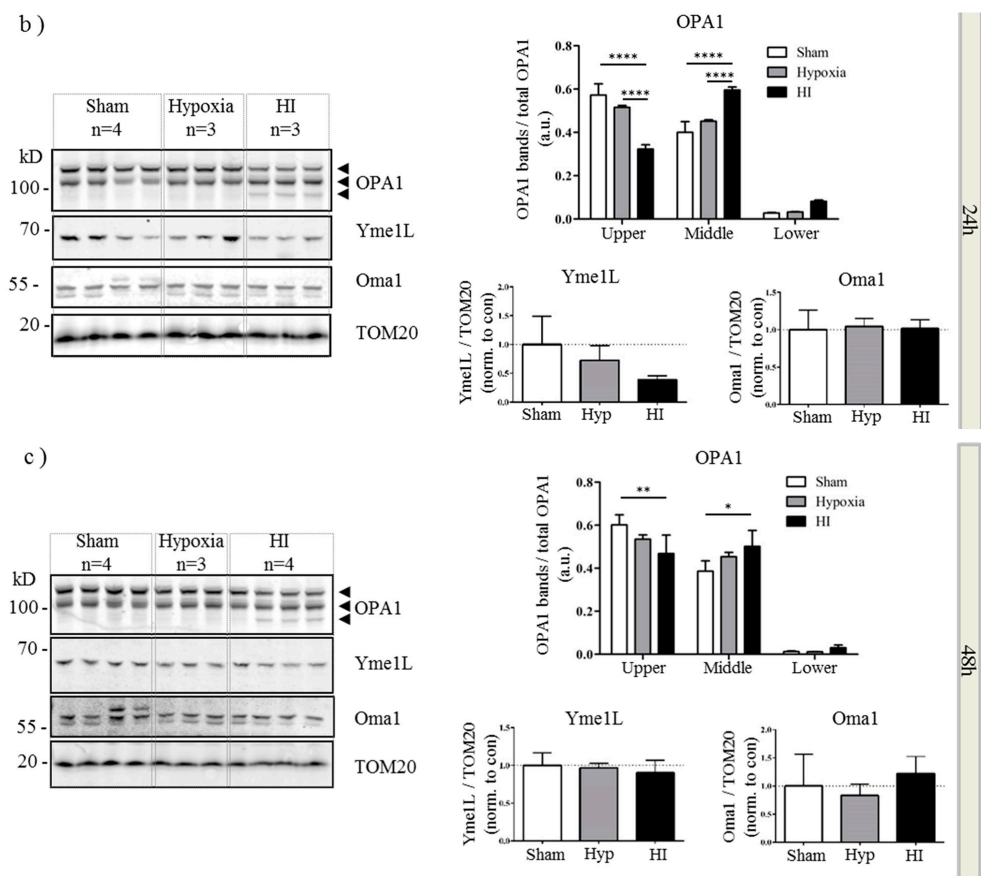 b )
Sham
n=4
Hypoxia
n=3
HI
n=3
kD
100 -
70 -
55 -
20 -
OPA1
Yme1L
Oma1
TOM20
OPA1
OPA1 bands / total OPA1
(a.u.)
0.8
0.6
0.4
0.2
0.0
****
****
****
****
Sham
Hypoxia
HI
Upper
Middle
Lower
Yme1L
Yme1L / TOM20
(norm. to con)
2.0
1.5
1.0
0.5
0.0
Sham
Hyp
HI
Oma1
Oma1 / TOM20
(norm. to con)
1.5
1.0
0.5
0.0
Sham
Hyp
HI
24h
c )
Sham
n=4
Hypoxia
n=3
HI
n=4
kD
100 -
70 -
55 -
20 -
OPA1
Yme1L
Oma1
TOM20
OPA1
OPA1 bands / total OPA1
(a.u.)
0.8
0.6
0.4
0.2
0.0
**
*
Sham
Hypoxia
HI
Upper
Middle
Lower
Yme1L
Yme1L / TOM20
(norm. to con)
1.5
1.0
0.5
0.0
Sham
Hyp
HI
Oma1
Oma1 / TOM20
(norm. to con)
2.0
1.5
1.0
0.5
0.0
Sham
Hyp
HI
48h